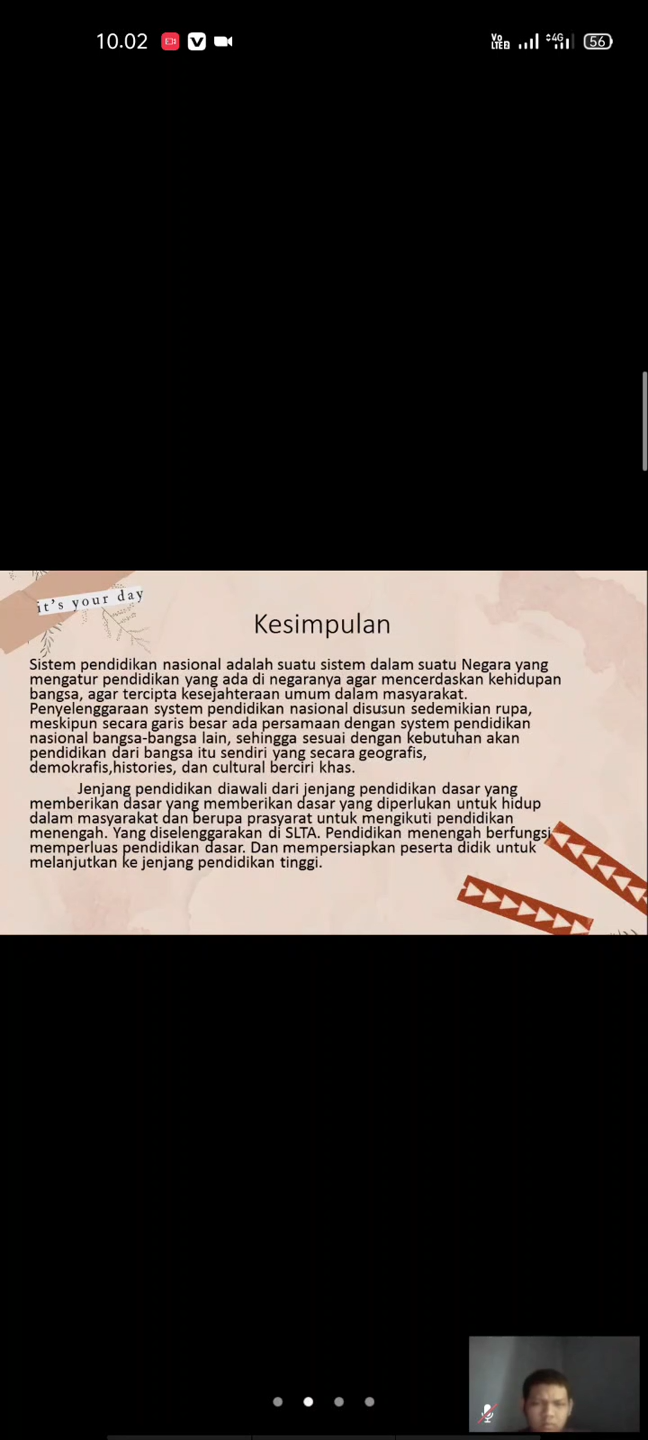 10.02
Vo
LTE2
4G
56
it's your day
Kesimpulan
Sistem pendidikan nasional adalah suatu sistem dalam suatu Negara yang
mengatur pendidikan yang ada di negaranya agar mencerdaskan kehidupan
bangsa, agar tercipta kesejahteraan umum dalam masyarakat.
Penyelenggaraan system pendidikan nasional disusun sedemikian rupa,
meskipun secara garis besar ada persamaan dengan system pendidikan
nasional bangsa-bangsa lain, sehingga sesuai dengan kebutuhan akan
pendidikan dari bangsa itu sendiri yang secara geografis,
demokrafis,histories, dan cultural berciri khas.
Jenjang pendidikan diawali dari jenjang pendidikan dasar yang
memberikan dasar yang memberikan dasar yang diperlukan untuk hidup
dalam masyarakat dan berupa prasyarat untuk mengikuti pendidikan
menengah. Yang diselenggarakan di SLTA. Pendidikan menengah berfungsi
memperluas pendidikan dasar. Dan mempersiapkan peserta didik untuk
melanjutkan ke jenjang pendidikan tinggi.